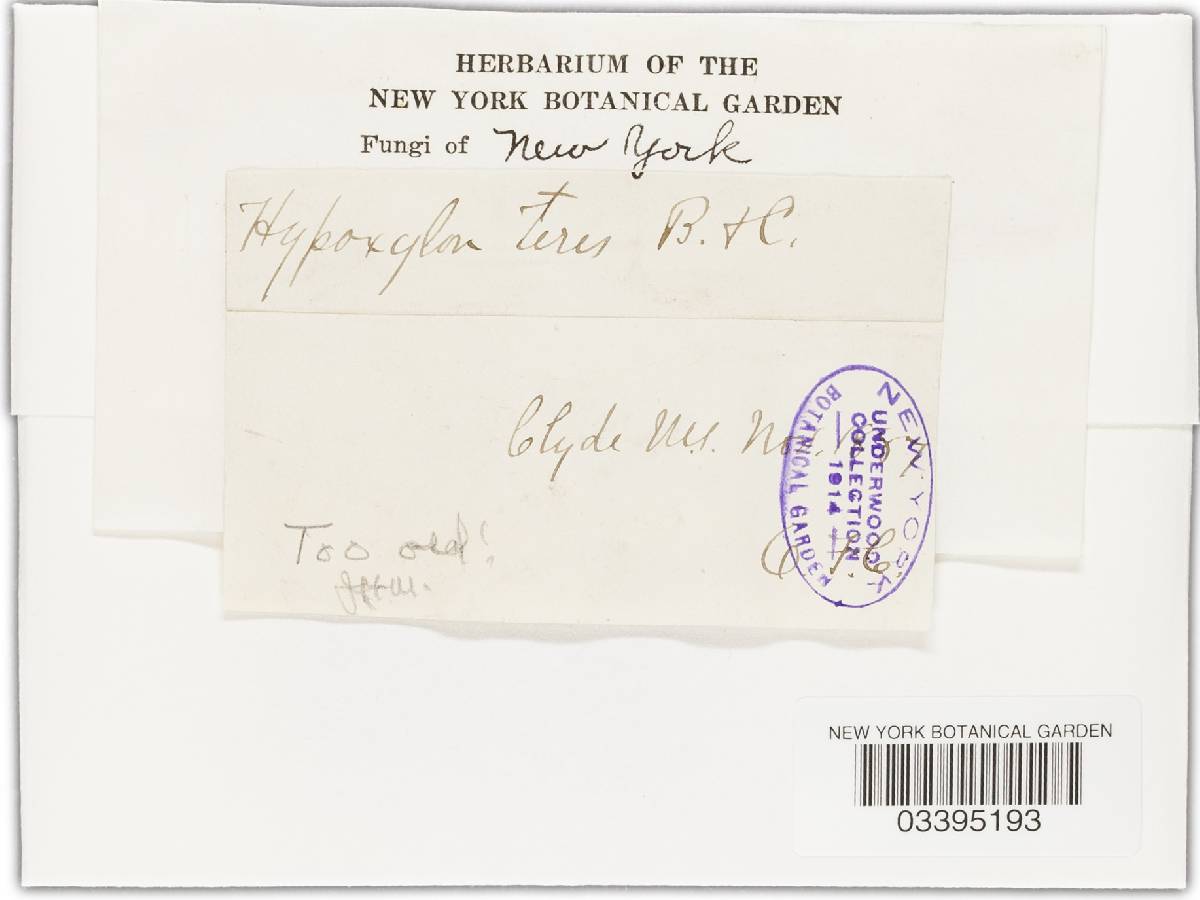 HERBARIUM OF THE
NEW YORK BOTANICAL GARDEN
Fungi of New York
Hypoxylon Teres B. & C.
Clyde No.
NEW YORK
BOTANICAL GARDEN
UNDERWOOD
COLLECTION
— 1914 —
Too old!
NEW YORK BOTANICAL GARDEN
03395193